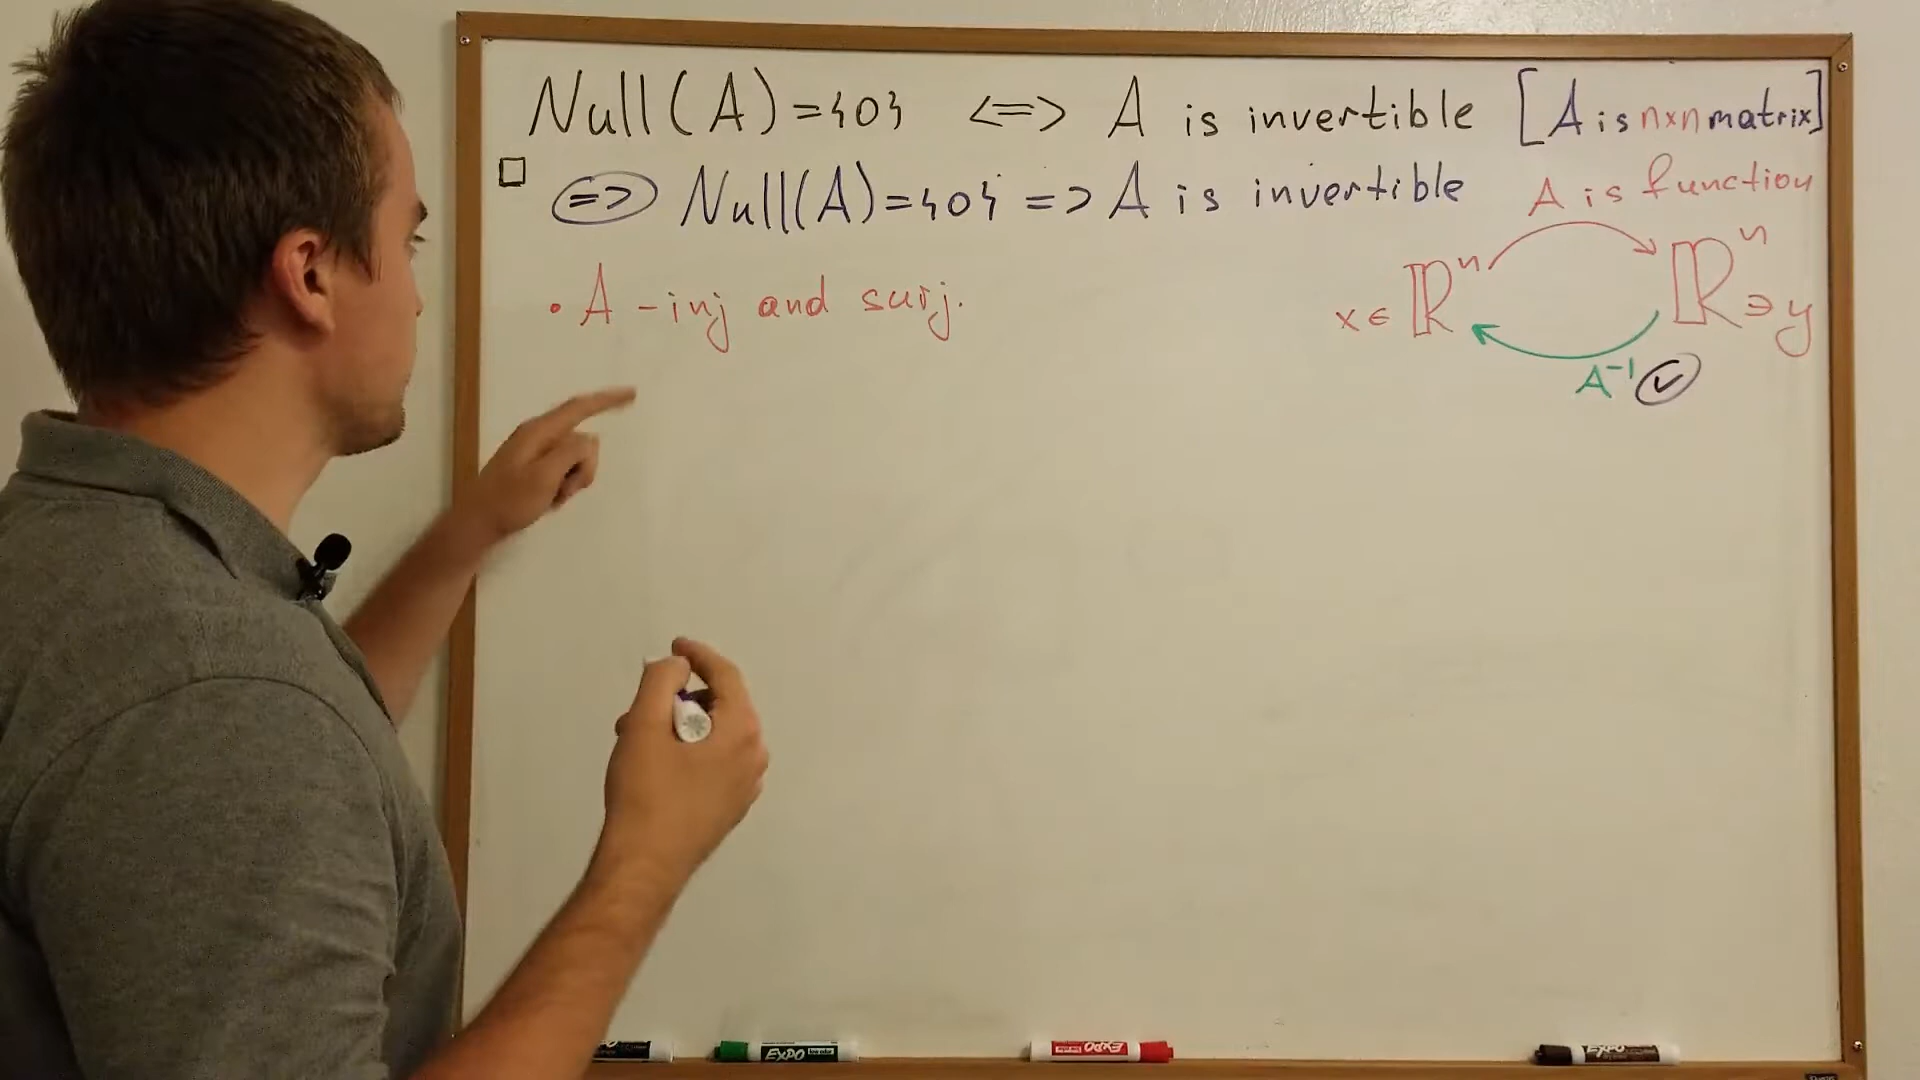 Null(A)={0} <=> A is invertible [A is n×n matrix]
=> Null(A)={0} => A is invertible
A is function
• A - inj and surj.
x ∈ ℝⁿ ℝⁿ ∋ y
A⁻¹ ✓
EXPO
EXPO
EXPO